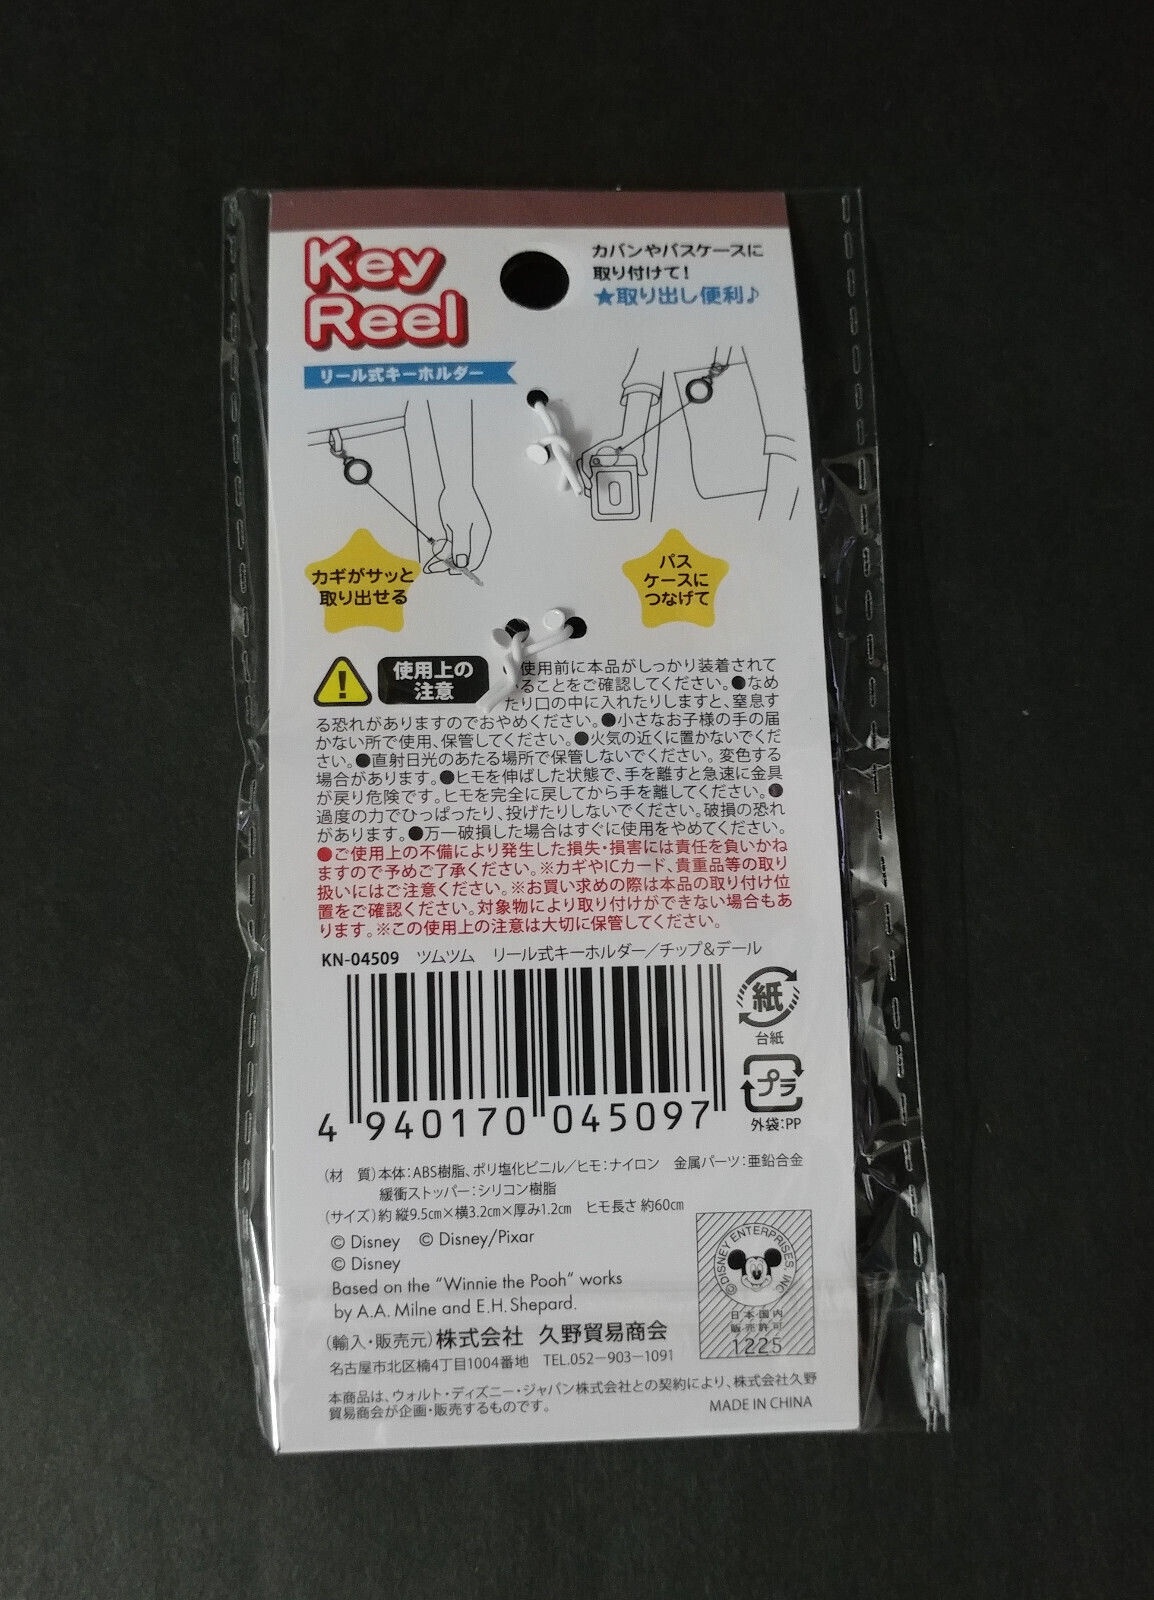 Key
Reel
リール式キーホルダー
カバンやパスケースに
取り付けて!
★取り出し便利♪
カギがサッと
取り出せる
パス
ケースに
つなげて
使用上の
注意
使用前に本品がしっかり装着されて
ることをご確認してください。●なめ
たり口の中に入れたりしますと、窒息す
る恐れがありますのでおやめください。●小さなお子様の手の届
かない所で使用、保管してください。●火気の近くに置かないでくだ
さい。●直射日光のあたる場所で保管しないでください。変色する
場合があります。●ヒモを伸ばした状態で、手を離すと急速に金具
が戻り危険です。ヒモを完全に戻してから手を離してください。●
過度の力でひっぱったり、投げたりしないでください。破損の恐れ
があります。●万一破損した場合はすぐに使用をやめてください。
●ご使用上の不備により発生した損失・損害には責任を負いかね
ますので予めご了承ください。※カギやICカード、貴重品等の取り
扱いにはご注意ください。※お買い求めの際は本品の取り付け位
置をご確認ください。対象物により取り付けができない場合もあ
ります。※この使用上の注意は大切に保管してください。
KN-04509 ツムツム リール式キーホルダー/チップ&デール
4 940170 045097
紙
台紙
プラ
外袋:PP
(材 質)本体:ABS樹脂、ポリ塩化ビニル/ヒモ:ナイロン 金属パーツ:亜鉛合金
緩衝ストッパー:シリコン樹脂
(サイズ)約 縦9.5cm×横3.2cm×厚み1.2cm ヒモ長さ 約60cm
© Disney © Disney/Pixar
© Disney
Based on the "Winnie the Pooh" works
by A.A. Milne and E.H. Shepard.
©DISNEY ENTERPRISES, INC
日本国内
販売許可
1225
(輸入・販売元)株式会社 久野貿易商会
名古屋市北区楠4丁目1004番地 TEL.052-903-1091
本商品は、ウォルト・ディズニー・ジャパン株式会社との契約により、株式会社久野
貿易商会が企画・販売するものです。
MADE IN CHINA